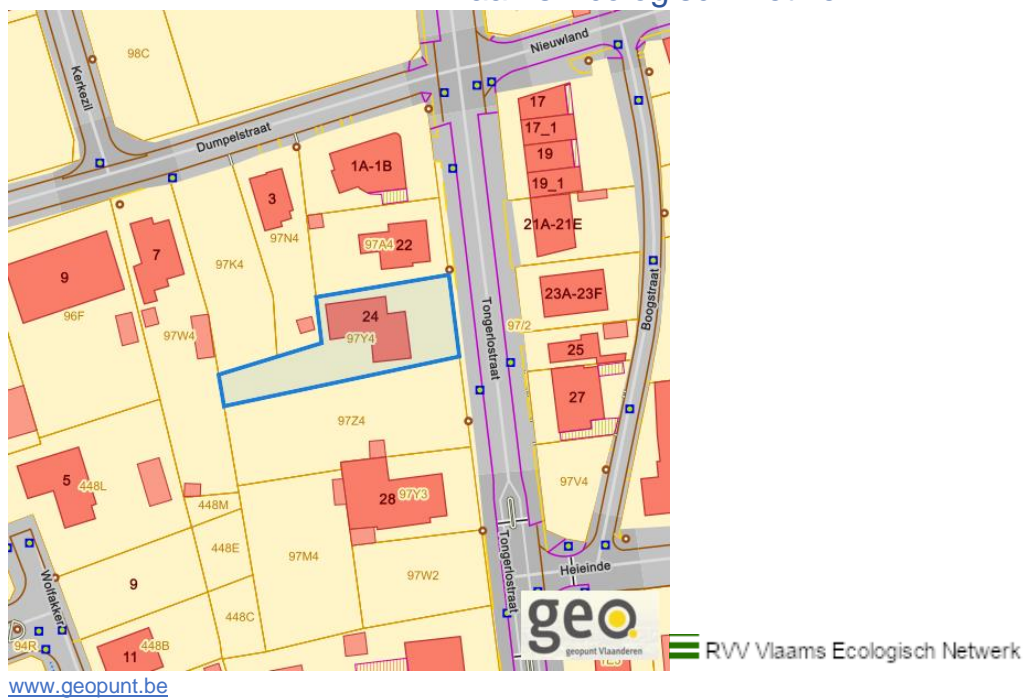 98C
Nieuwland
Kerkezil
Dumpelstraat
17
17_1
19
19_1
1A-1B
3
97N4
21A-21E
97A4 22
7
97K4
9
96F
23A-23F
Boogstraat
Tongerlostraat
97/2
24
97Y4
97W4
25
27
97Z4
5
448L
28 97Y3
97V4
448M
448E
97M4
97W2
Tongerlostraat
Heieinde
Wolfakker
9
448C
94R
448B
11
geo
geopunt Vlaanderen
RVV Vlaams Ecologisch Netwerk
www.geopunt.be